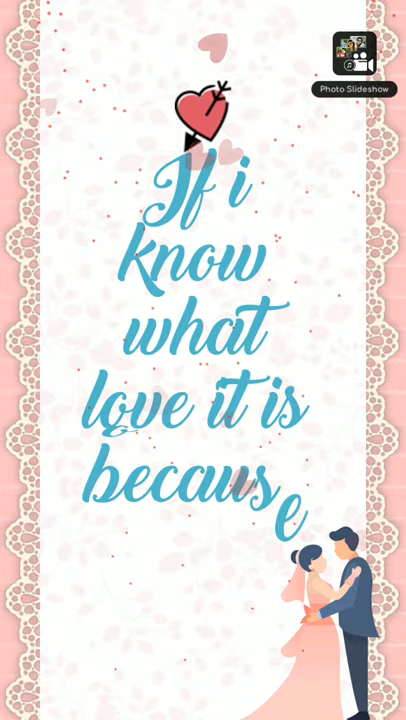 Photo Slideshow
If i
know
what
love it is
because